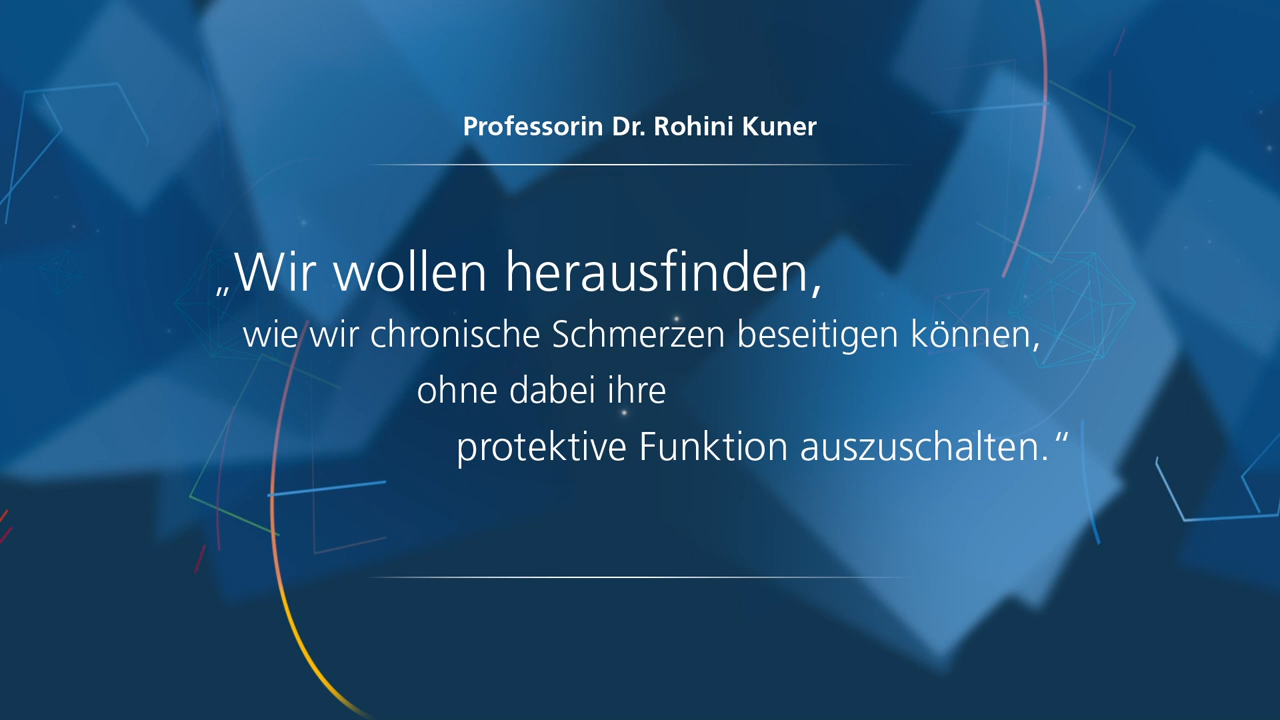 Professorin Dr. Rohini Kuner
„Wir wollen herausfinden,
wie wir chronische Schmerzen beseitigen können,
ohne dabei ihre
protektive Funktion auszuschalten.“